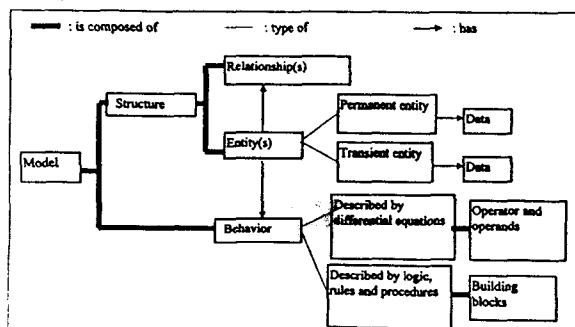 : is composed of : type of : has
Relationship(s)
Structure
Permanent entity
Data
Entity(s)
Transient entity
Data
Model
Described by
differential equations
Operator and
operands
Behavior
Described by logic,
rules and procedures
Building
blocks